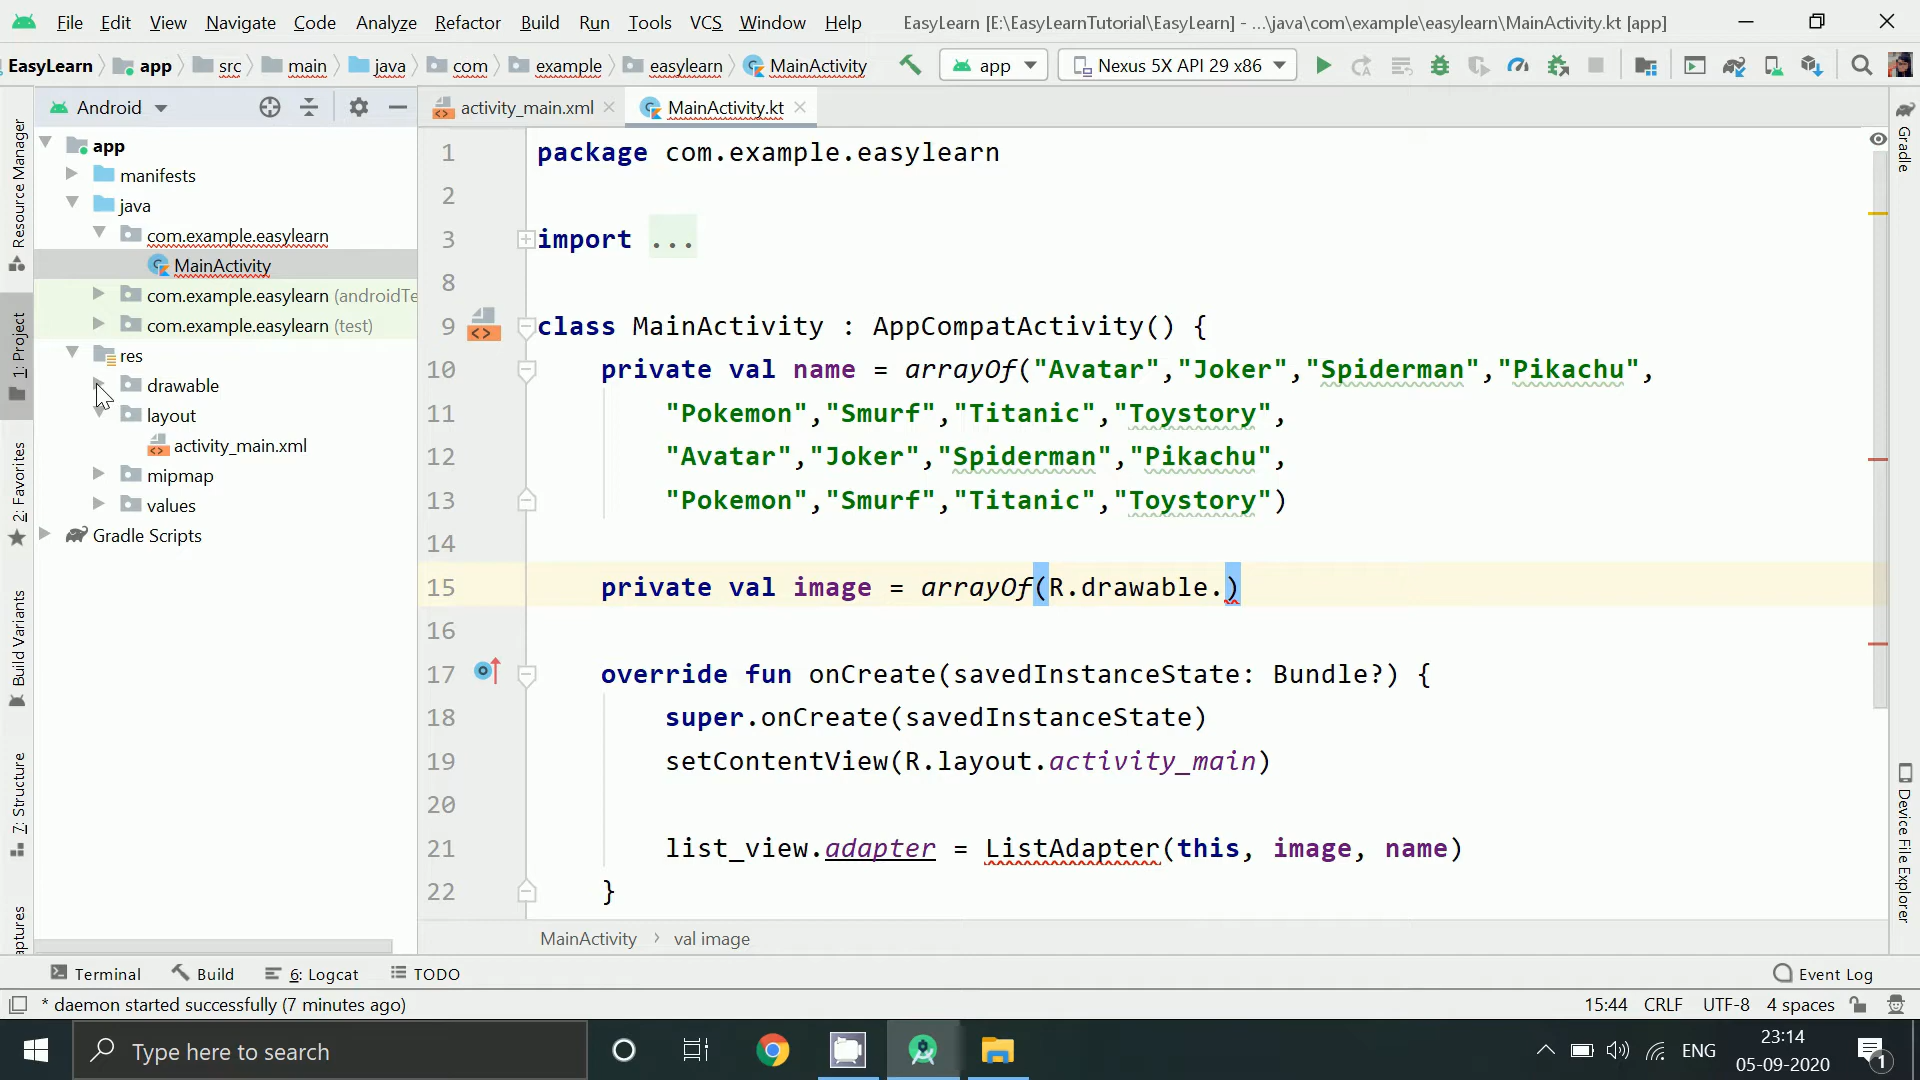 File Edit View Navigate Code Analyze Refactor Build Run Tools VCS Window Help EasyLearn [E:\EasyLearnTutorial\EasyLearn] - ...\java\com\example\easylearn\MainActivity.kt [app]
EasyLearn app src main java com example easylearn MainActivity app Nexus 5X API 29 x86
Android activity_main.xml MainActivity.kt
Resource Manager
1: Project
2: Favorites
Build Variants
7: Structure
aptures
app
manifests
java
com.example.easylearn
MainActivity
com.example.easylearn (androidTe
com.example.easylearn (test)
res
drawable
layout
activity_main.xml
mipmap
values
Gradle Scripts
1 package com.example.easylearn
2
3 import ...
8
9 class MainActivity : AppCompatActivity() {
10 private val name = arrayOf("Avatar","Joker","Spiderman","Pikachu",
11 "Pokemon","Smurf","Titanic","Toystory",
12 "Avatar","Joker","Spiderman","Pikachu",
13 "Pokemon","Smurf","Titanic","Toystory")
14
15 private val image = arrayOf(R.drawable.)
16
17 override fun onCreate(savedInstanceState: Bundle?) {
18 super.onCreate(savedInstanceState)
19 setContentView(R.layout.activity_main)
20
21 list_view.adapter = ListAdapter(this, image, name)
22 }
MainActivity val image
Gradle
Device File Explorer
Terminal Build 6: Logcat TODO Event Log
* daemon started successfully (7 minutes ago) 15:44 CRLF UTF-8 4 spaces
Type here to search ENG 23:14
05-09-2020
1